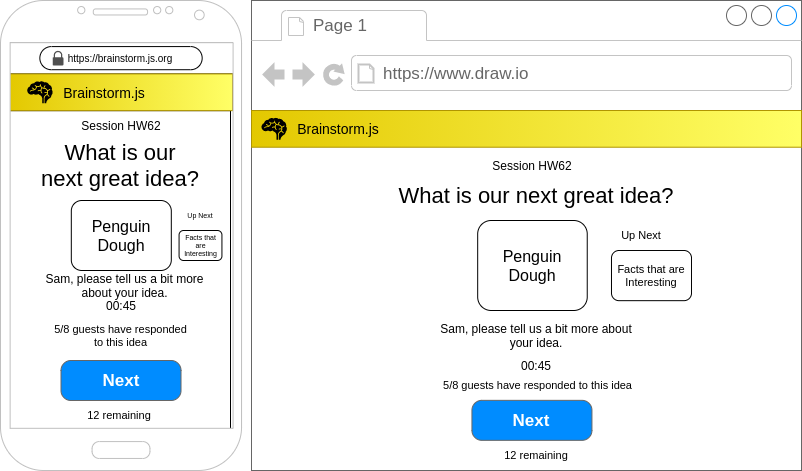 https://brainstorm.js.org
Brainstorm.js
Session HW62
What is our
next great idea?
Penguin
Dough
Up Next
Facts that
are
Interesting
Sam, please tell us a bit more
about your idea.
00:45
5/8 guests have responded
to this idea
Next
12 remaining
Page 1
https://www.draw.io
Brainstorm.js
Session HW62
What is our next great idea?
Penguin
Dough
Up Next
Facts that are
Interesting
Sam, please tell us a bit more about
your idea.
00:45
5/8 guests have responded to this idea
Next
12 remaining